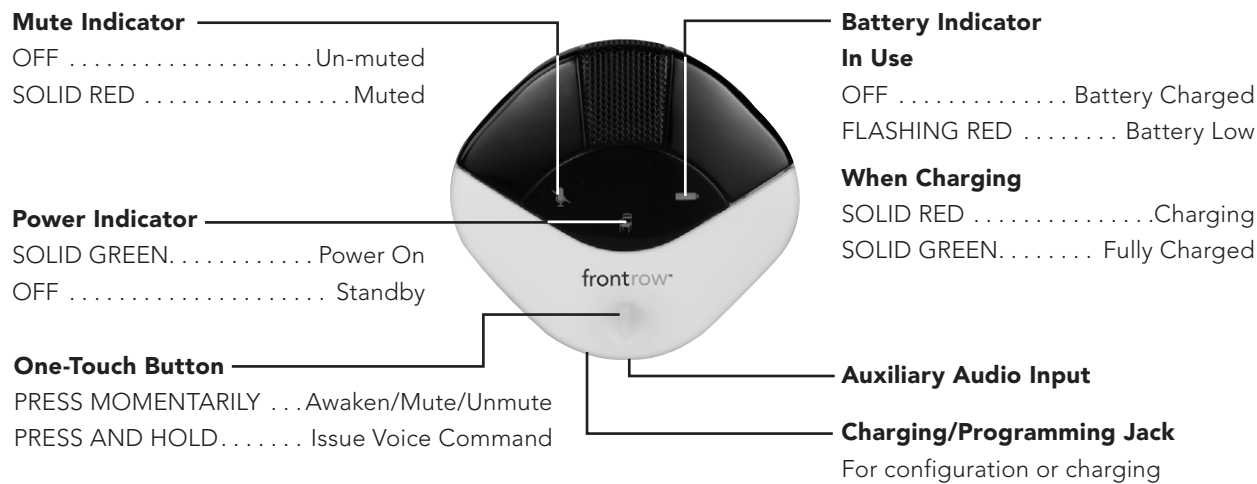 Mute Indicator
OFF . . . . . . . . . . . . . . . . . . . . Un-muted
SOLID RED . . . . . . . . . . . . . . . . . Muted
Power Indicator
SOLID GREEN. . . . . . . . . . . . Power On
OFF . . . . . . . . . . . . . . . . . . . . . Standby
One-Touch Button
PRESS MOMENTARILY . . . Awaken/Mute/Unmute
PRESS AND HOLD. . . . . . . Issue Voice Command
frontrow™
Battery Indicator
In Use
OFF . . . . . . . . . . . . . . Battery Charged
FLASHING RED . . . . . . . . Battery Low
When Charging
SOLID RED . . . . . . . . . . . . . . . Charging
SOLID GREEN. . . . . . . . Fully Charged
Auxiliary Audio Input
Charging/Programming Jack
For configuration or charging